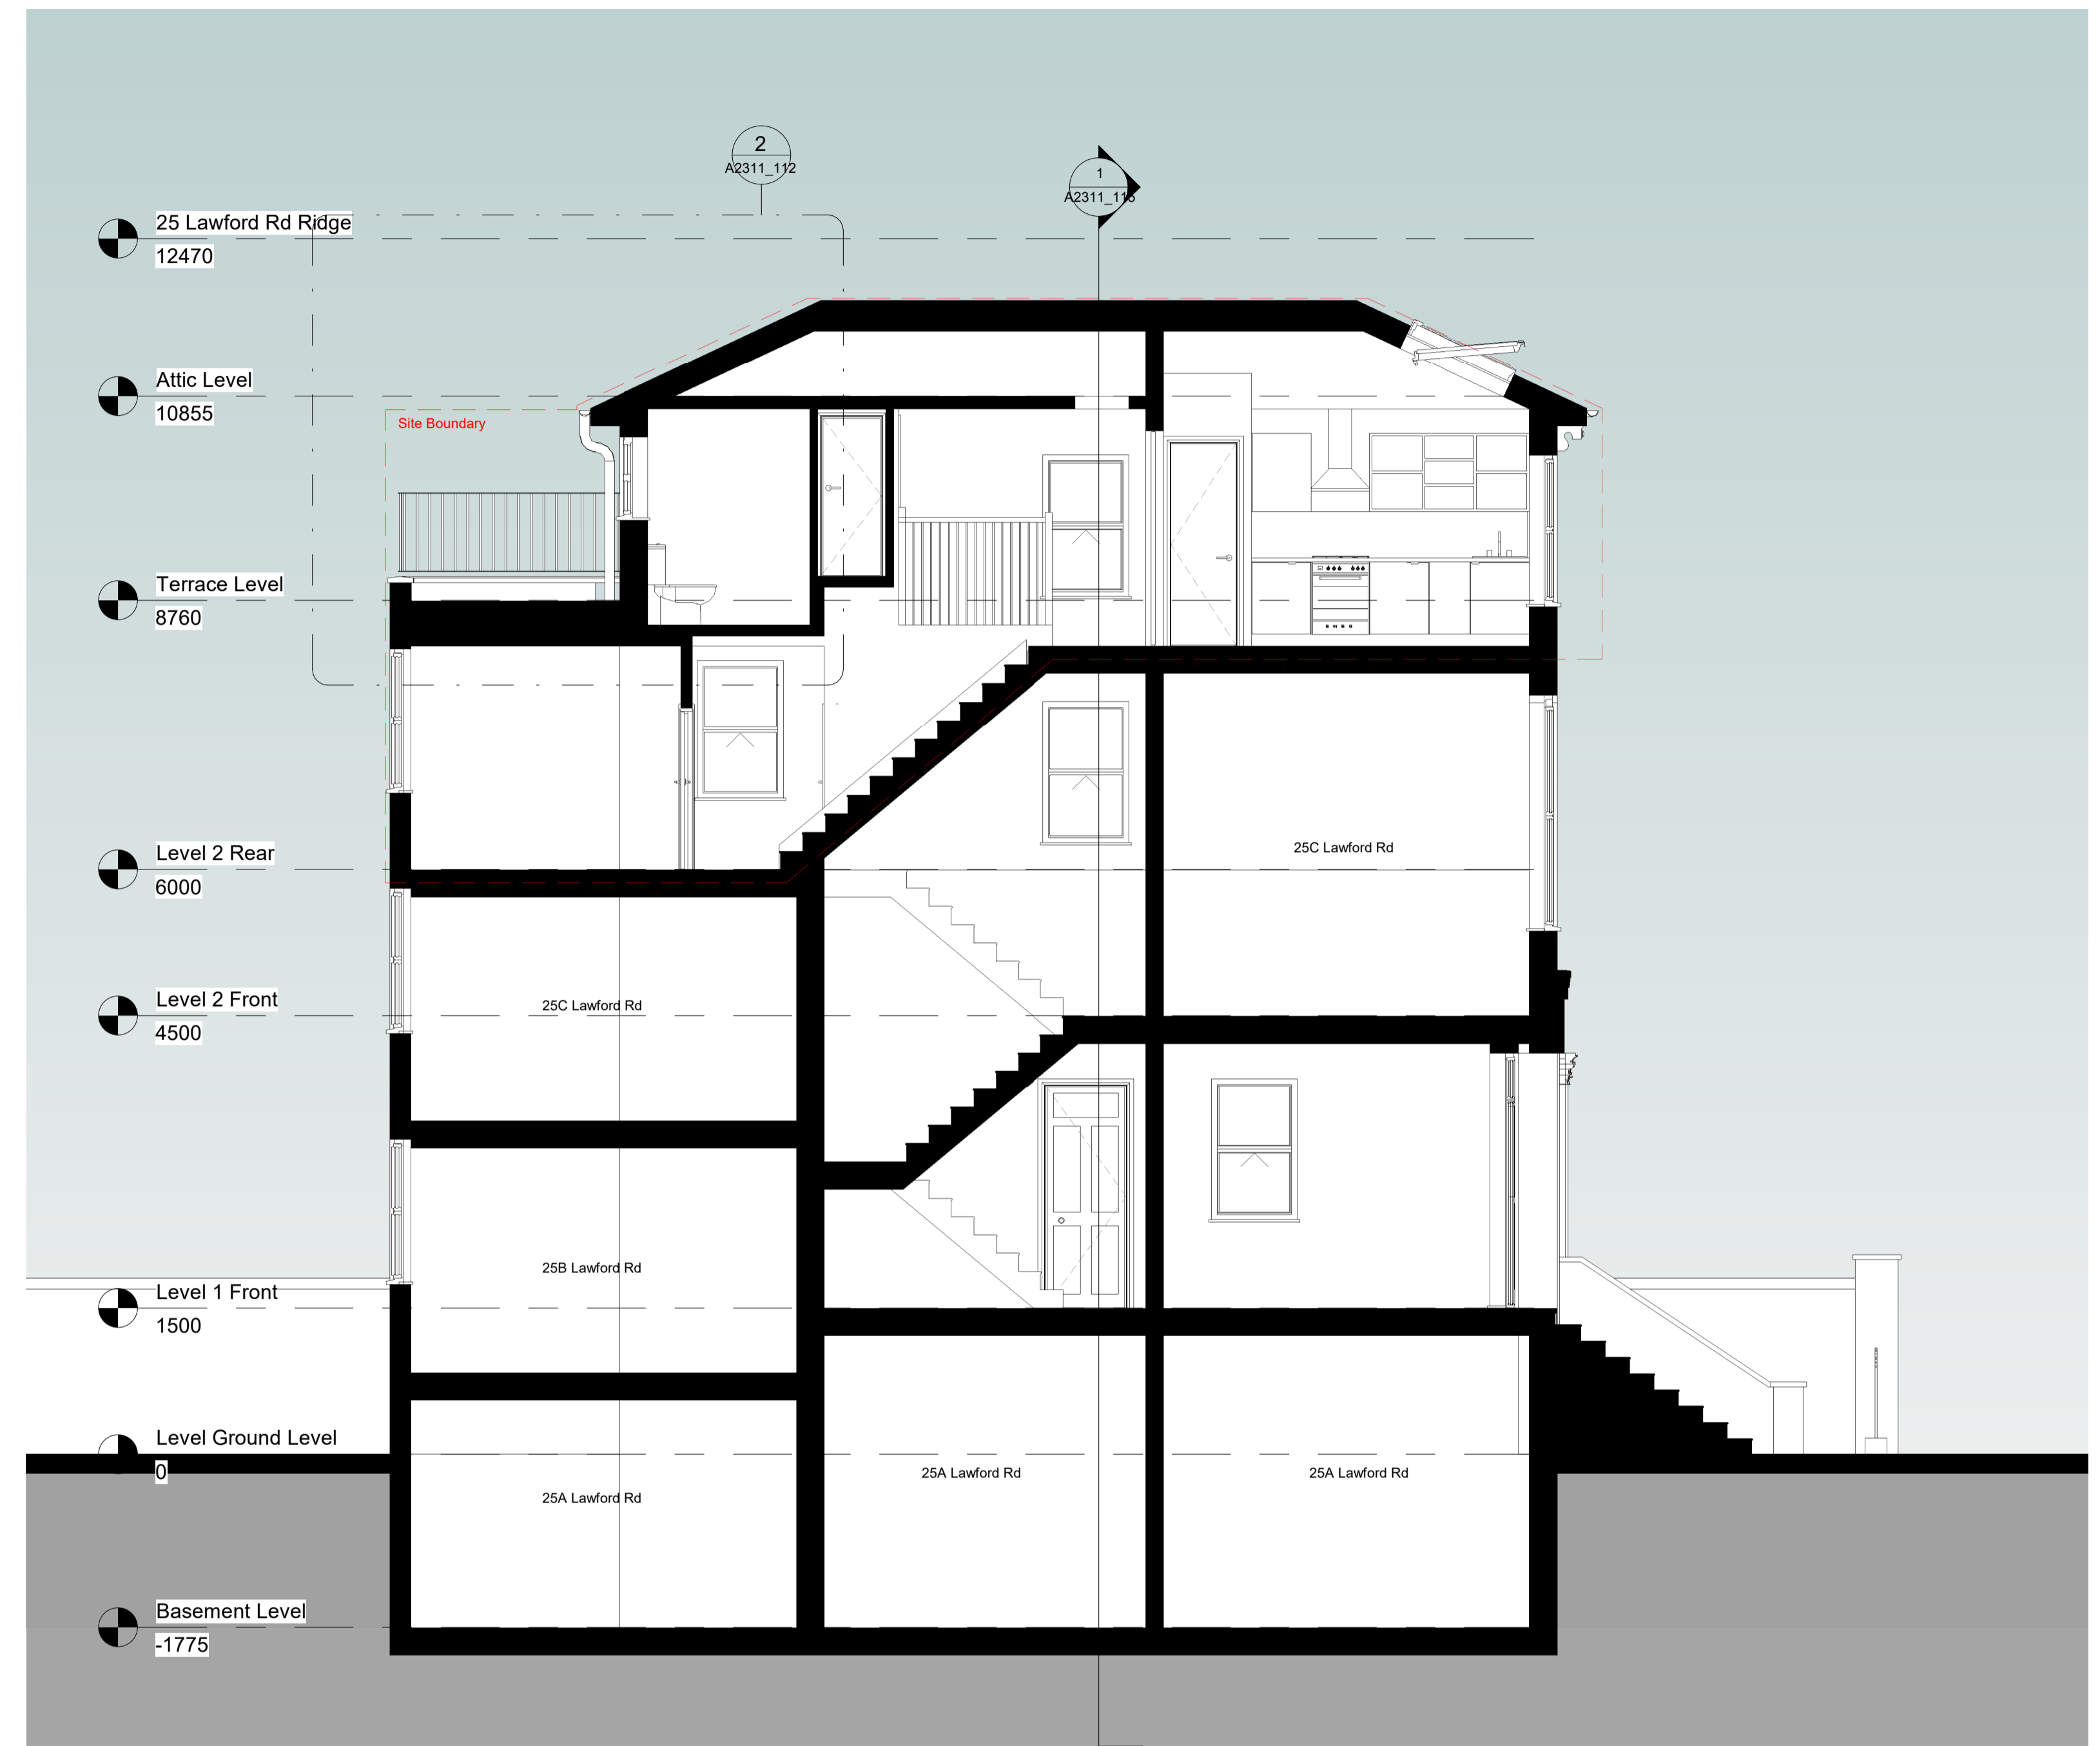 2
A2311_112
1
A2311_115
25 Lawford Rd Ridge
12470
Attic Level
10855
Site Boundary
Terrace Level
8760
Level 2 Rear
6000
25C Lawford Rd
Level 2 Front
4500
25C Lawford Rd
25B Lawford Rd
Level 1 Front
1500
Level Ground Level
0
25A Lawford Rd
25A Lawford Rd
25A Lawford Rd
Basement Level
-1775